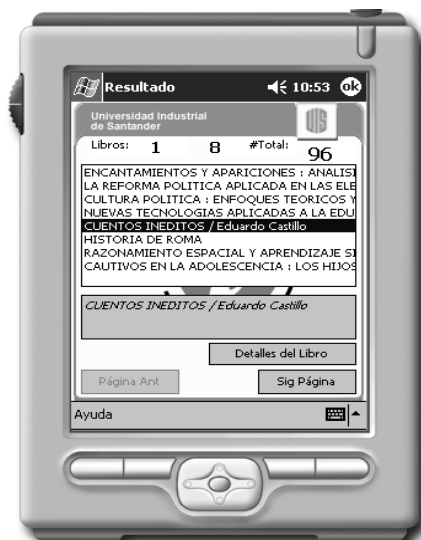 Resultado 10:53 ok
Universidad Industrial
de Santander
UIS
Libros: 1 8 #Total: 96
ENCANTAMIENTOS Y APARICIONES : ANALISI
LA REFORMA POLITICA APLICADA EN LAS ELE
CULTURA POLITICA : ENFOQUES TEORICOS Y
NUEVAS TECNOLOGIAS APLICADAS A LA EDU
CUENTOS INEDITOS / Eduardo Castillo
HISTORIA DE ROMA
RAZONAMIENTO ESPACIAL Y APRENDIZAJE SI
CAUTIVOS EN LA ADOLESCENCIA : LOS HIJOS
CUENTOS INEDITOS / Eduardo Castillo
Detalles del Libro
Página Ant Sig Página
Ayuda